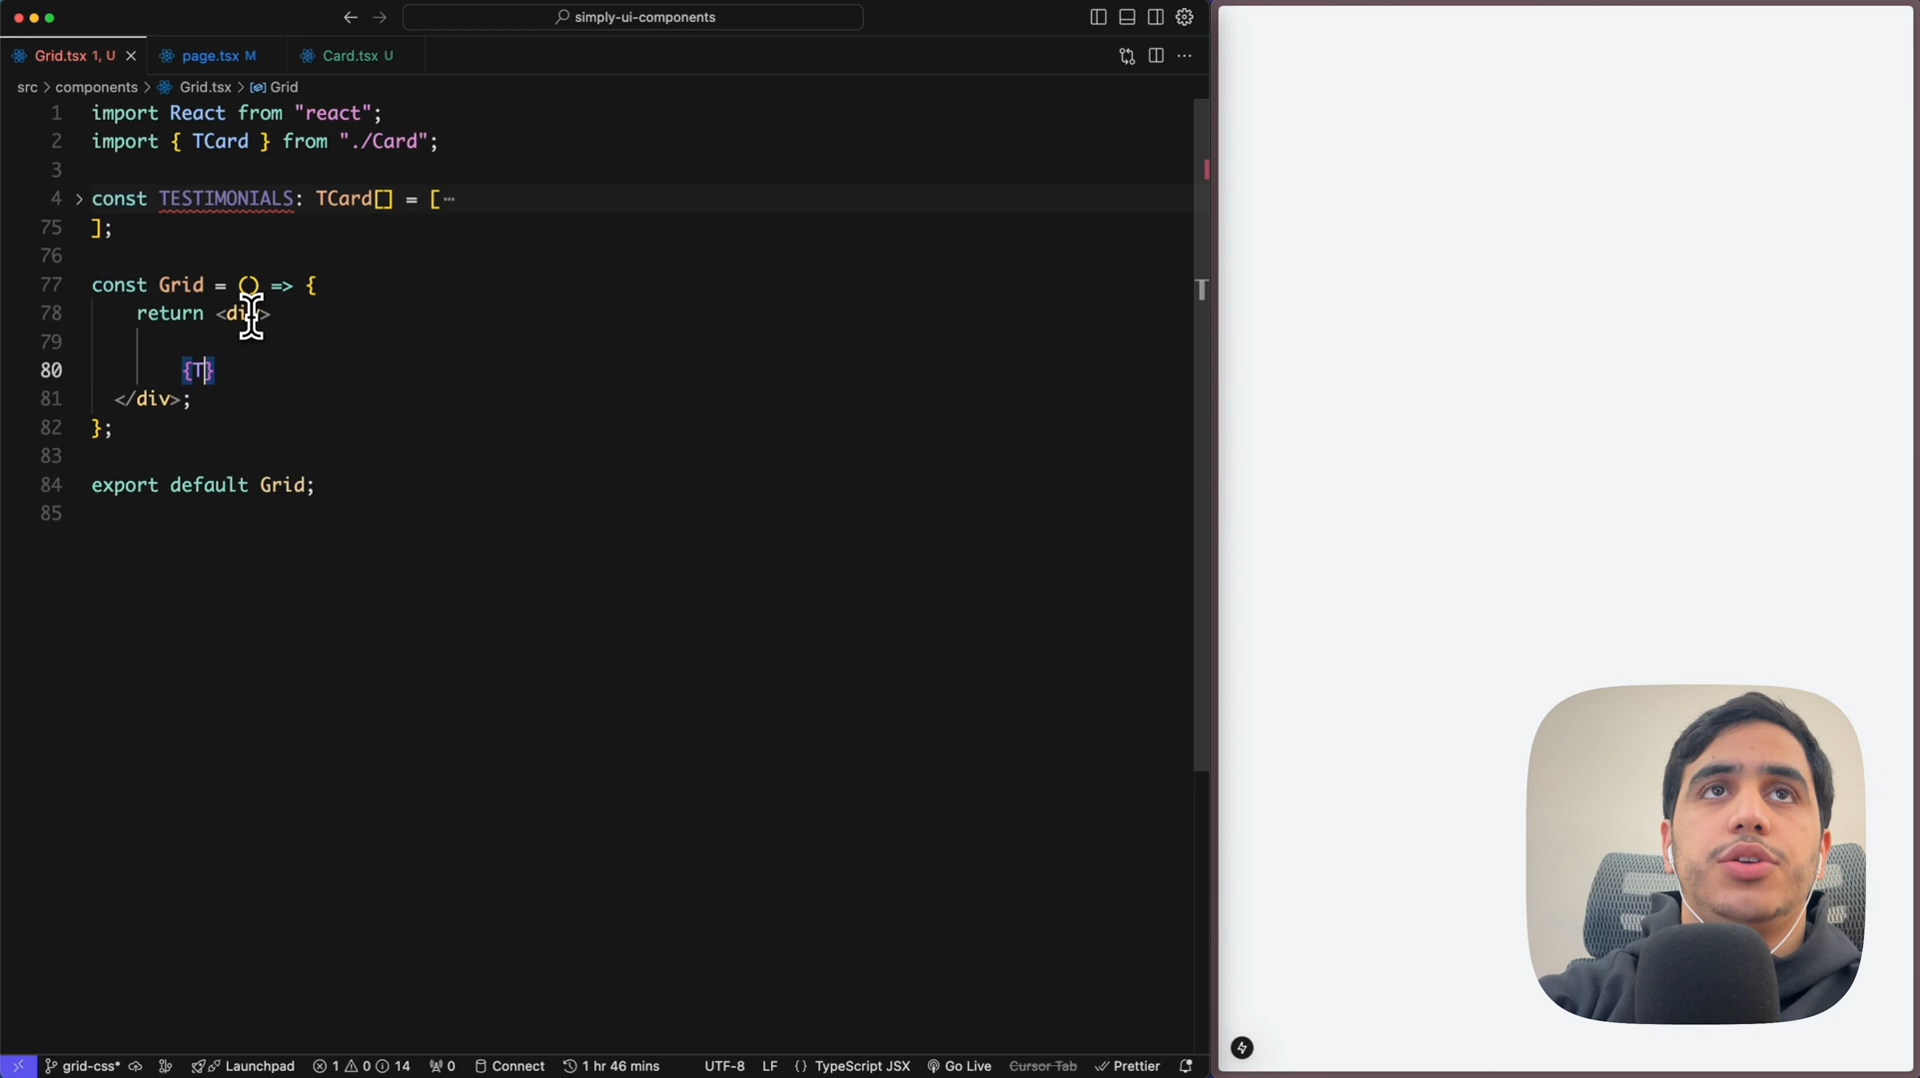 simply-ui-components
Grid.tsx 1, U
page.tsx M
Card.tsx U
src > components > Grid.tsx > Grid
1 import React from "react";
2 import { TCard } from "./Card";
3
4 const TESTIMONIALS: TCard[] = [⋯
75 ];
76
77 const Grid = () => {
78 return <div>
79
80 {T}
81 </div>;
82 };
83
84 export default Grid;
85
grid-css* Launchpad 1 0 14 0 Connect 1 hr 46 mins UTF-8 LF {} TypeScript JSX Go Live Cursor Tab Prettier